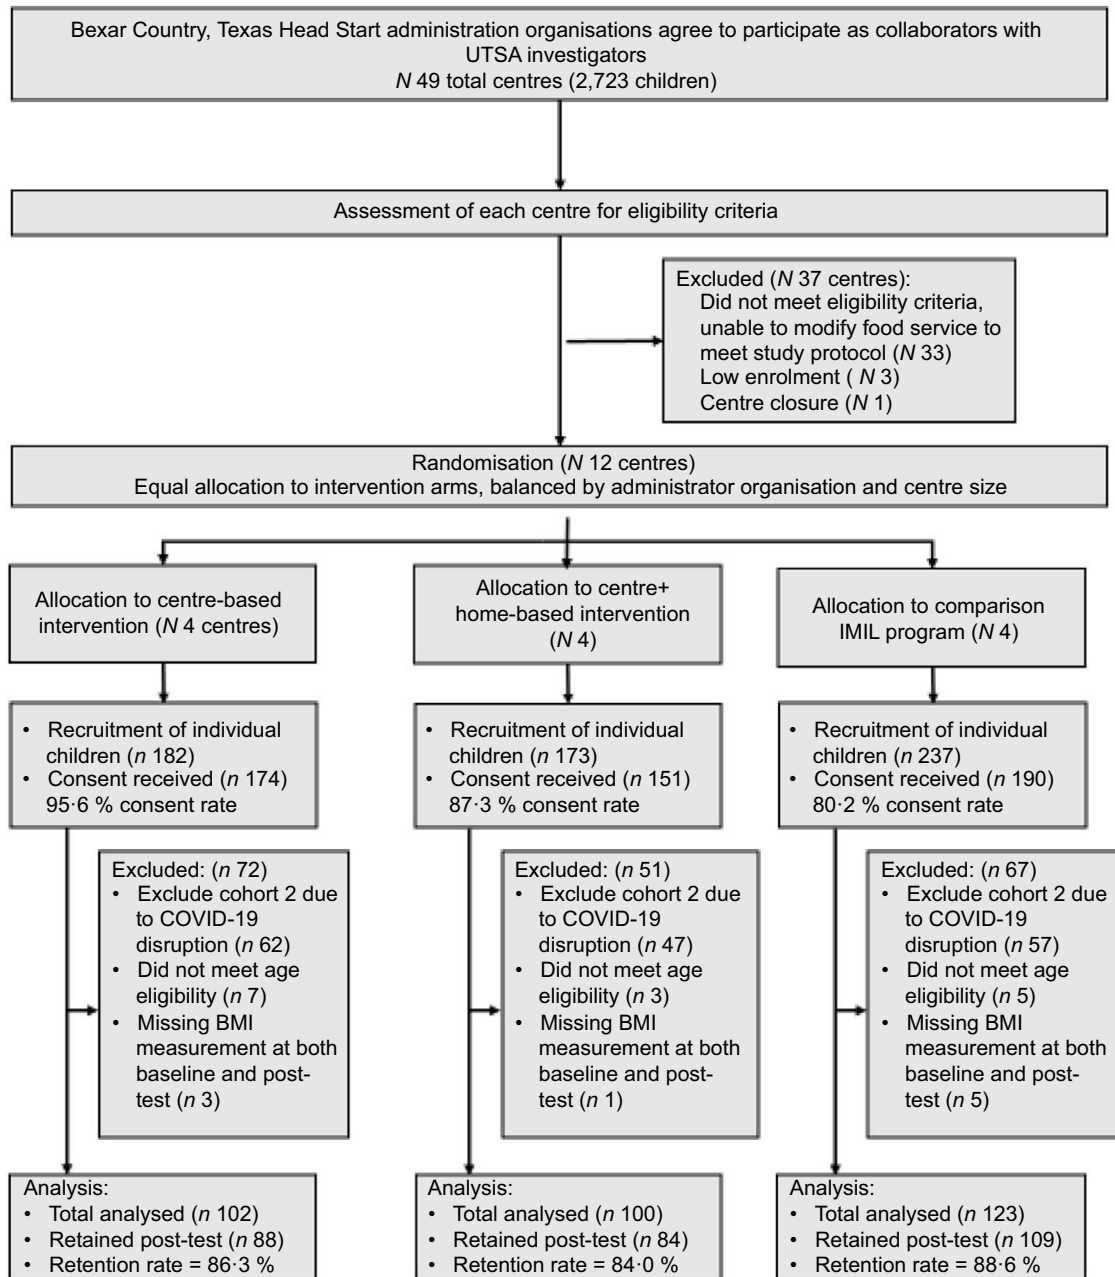 Bexar Country, Texas Head Start administration organisations agree to participate as collaborators with
UTSA investigators
N 49 total centres (2,723 children)
Assessment of each centre for eligibility criteria
Excluded (N 37 centres):
Did not meet eligibility criteria,
unable to modify food service to
meet study protocol (N 33)
Low enrolment ( N 3)
Centre closure (N 1)
Randomisation (N 12 centres)
Equal allocation to intervention arms, balanced by administrator organisation and centre size
Allocation to centre-based
intervention (N 4 centres)
Allocation to centre+
home-based intervention
(N 4)
Allocation to comparison
IMIL program (N 4)
• Recruitment of individual
children (n 182)
• Consent received (n 174)
95·6 % consent rate
• Recruitment of individual
children (n 173)
• Consent received (n 151)
87·3 % consent rate
• Recruitment of individual
children (n 237)
• Consent received (n 190)
80·2 % consent rate
Excluded: (n 72)
• Exclude cohort 2 due
to COVID-19
disruption (n 62)
• Did not meet age
eligibility (n 7)
• Missing BMI
measurement at both
baseline and post-
test (n 3)
Excluded: (n 51)
• Exclude cohort 2 due
to COVID-19
disruption (n 47)
• Did not meet age
eligibility (n 3)
• Missing BMI
measurement at both
baseline and post-
test (n 1)
Excluded: (n 67)
• Exclude cohort 2 due
to COVID-19
disruption (n 57)
• Did not meet age
eligibility (n 5)
• Missing BMI
measurement at both
baseline and post-
test (n 5)
Analysis:
• Total analysed (n 102)
• Retained post-test (n 88)
• Retention rate = 86·3 %
Analysis:
• Total analysed (n 100)
• Retained post-test (n 84)
• Retention rate = 84·0 %
Analysis:
• Total analysed (n 123)
• Retained post-test (n 109)
• Retention rate = 88·6 %